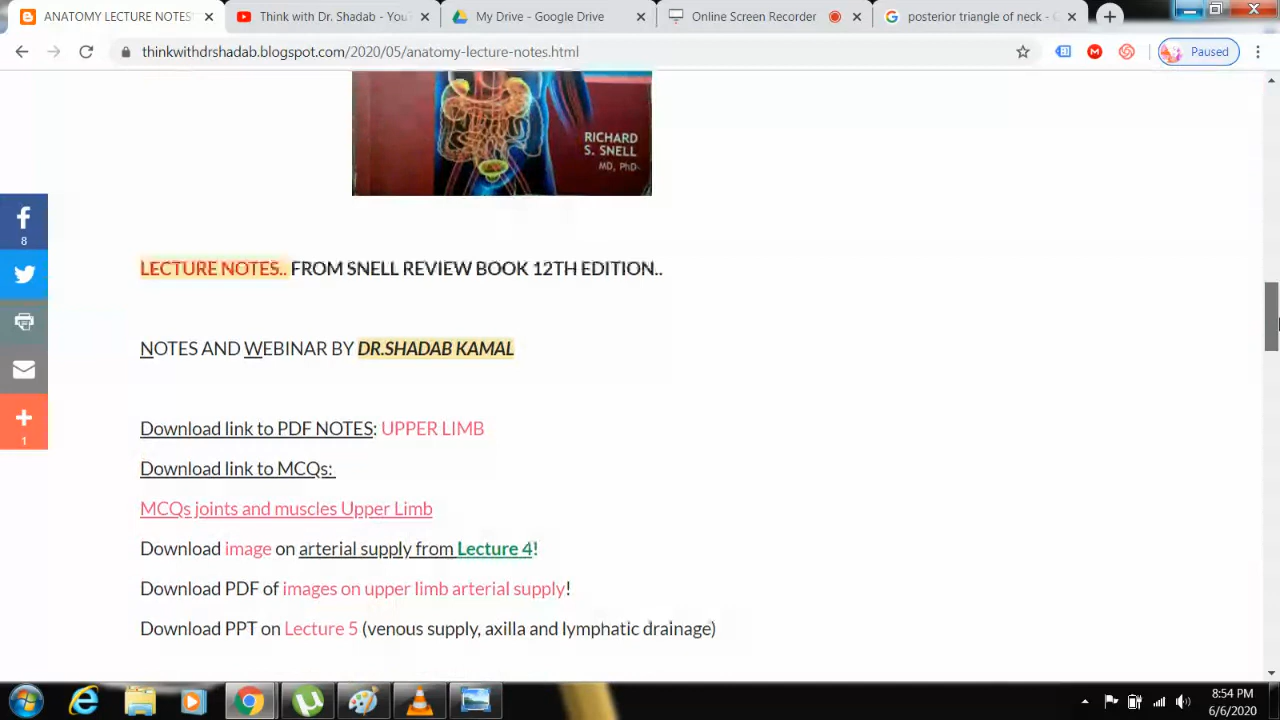 ANATOMY LECTURE NOTES
Think with Dr. Shadab - YouT
My Drive - Google Drive
Online Screen Recorder
posterior triangle of neck - G
thinkwithdrshadab.blogspot.com/2020/05/anatomy-lecture-notes.html
Paused
RICHARD
S. SNELL
MD, PhD
8
1
LECTURE NOTES.. FROM SNELL REVIEW BOOK 12TH EDITION..
NOTES AND WEBINAR BY DR.SHADAB KAMAL
Download link to PDF NOTES: UPPER LIMB
Download link to MCQs:
MCQs joints and muscles Upper Limb
Download image on arterial supply from Lecture 4!
Download PDF of images on upper limb arterial supply!
Download PPT on Lecture 5 (venous supply, axilla and lymphatic drainage)
8:54 PM
6/6/2020